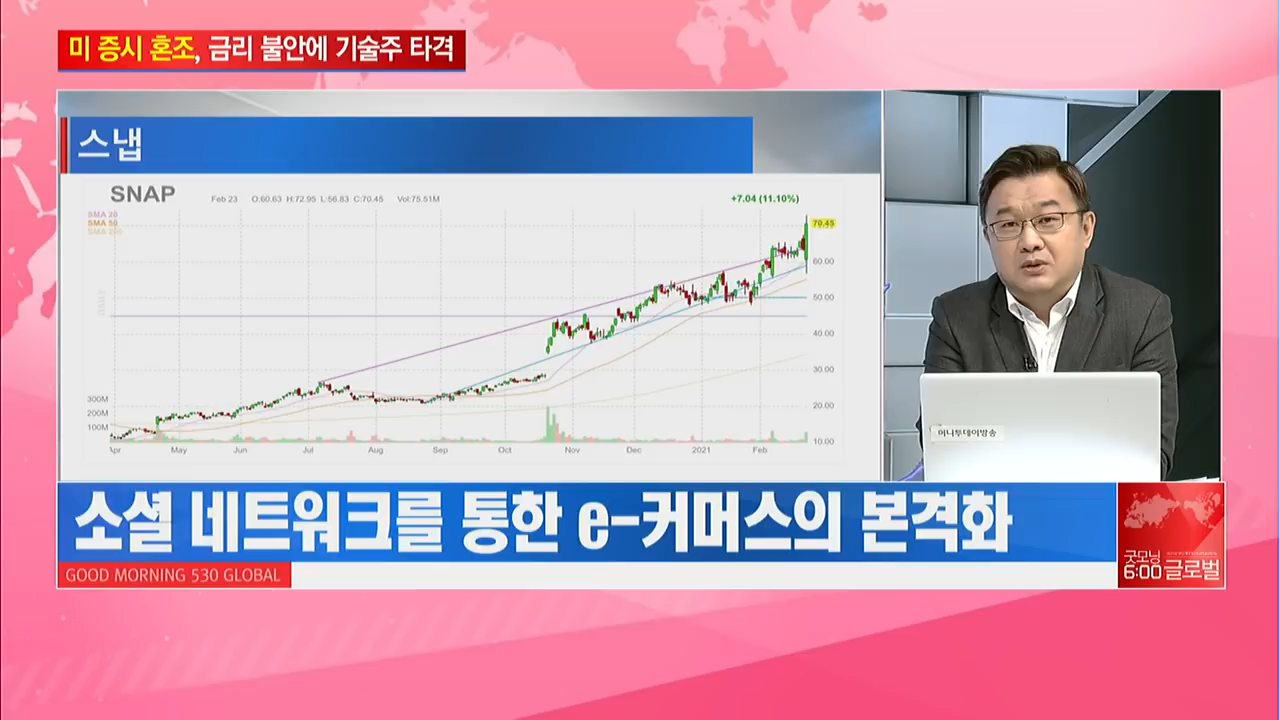 미 증시 혼조, 금리 불안에 기술주 타격
스냅
SNAP
Feb 23 O:60.63 H:72.95 L:56.83 C:70.45 Vol:75.51M
+7.04 (11.10%)
SMA 20
SMA 50
SMA 200
DAILY
70.45
60.00
50.00
40.00
30.00
20.00
10.00
300M
200M
100M
Apr May Jun Jul Aug Sep Oct Nov Dec 2021 Feb
머니투데이방송
소셜 네트워크를 통한 e-커머스의 본격화
GOOD MORNING 530 GLOBAL
굿모닝
6:00 글로벌